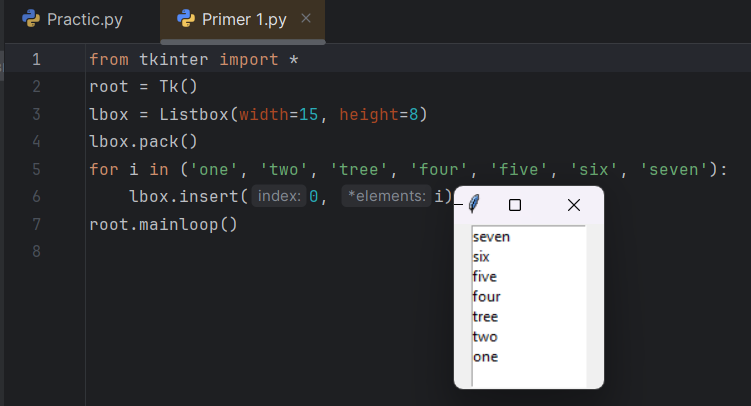 Practic.py Primer 1.py
1 from tkinter import *
2 root = Tk()
3 lbox = Listbox(width=15, height=8)
4 lbox.pack()
5 for i in ('one', 'two', 'tree', 'four', 'five', 'six', 'seven'):
6 lbox.insert( index: 0, *elements: i)
7 root.mainloop()
8
seven
six
five
four
tree
two
one